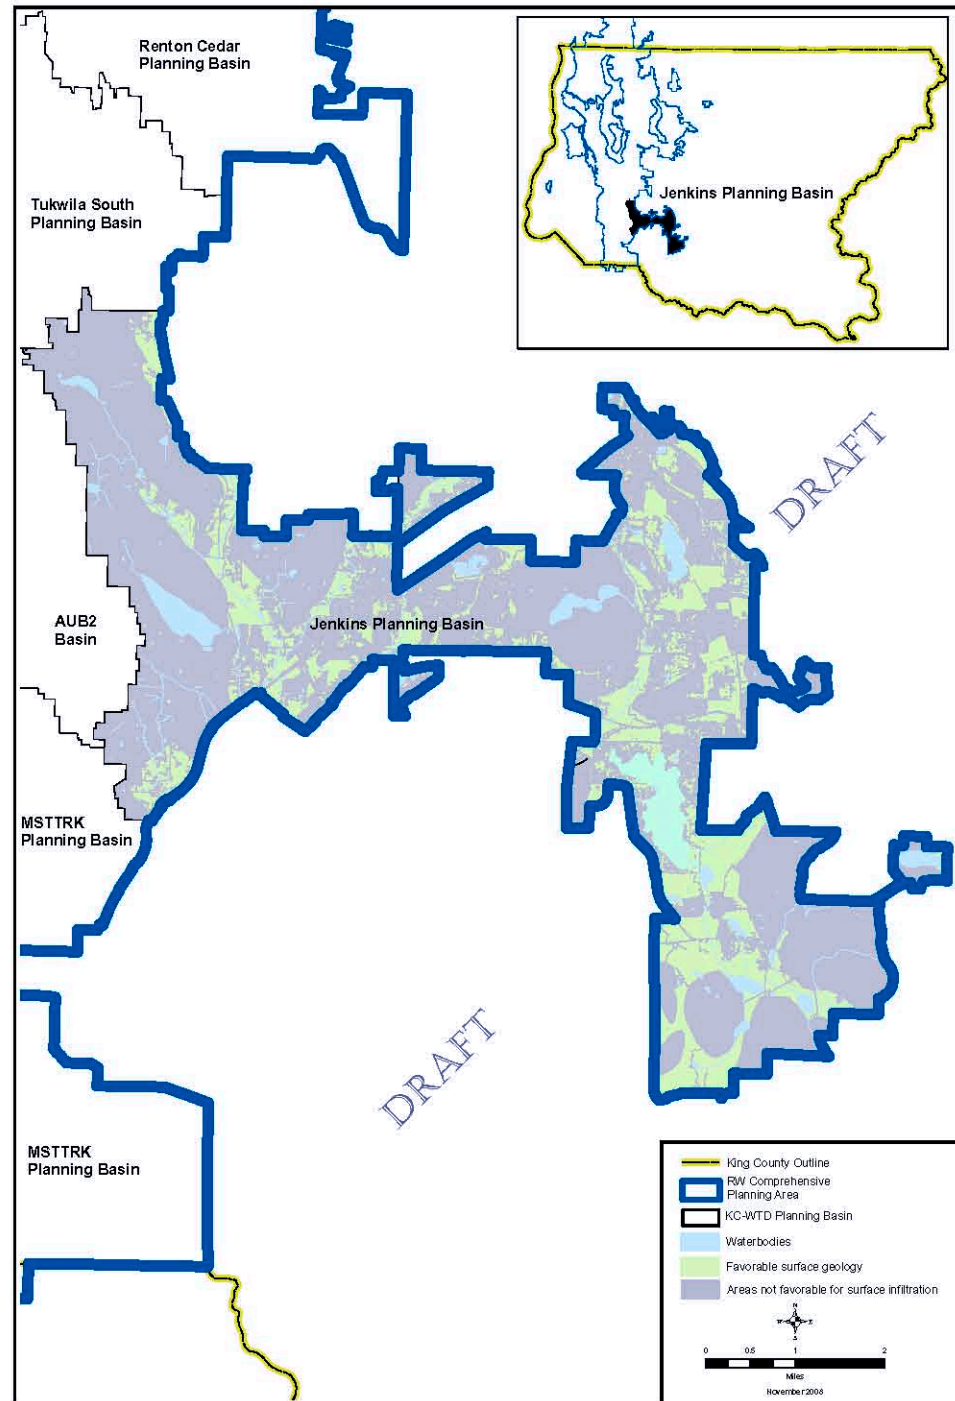 Renton Cedar
Planning Basin
Tukwila South
Planning Basin
Jenkins Planning Basin
DRAFT
AUB2
Basin
Jenkins Planning Basin
MSTTRK
Planning Basin
DRAFT
MSTTRK
Planning Basin
King County Outline
RW Comprehensive
Planning Area
KC-WTD Planning Basin
Waterbodies
Favorable surface geology
Areas not favorable for surface infiltration
N
W E
S
0 0.5 1 2
Miles
November 2008